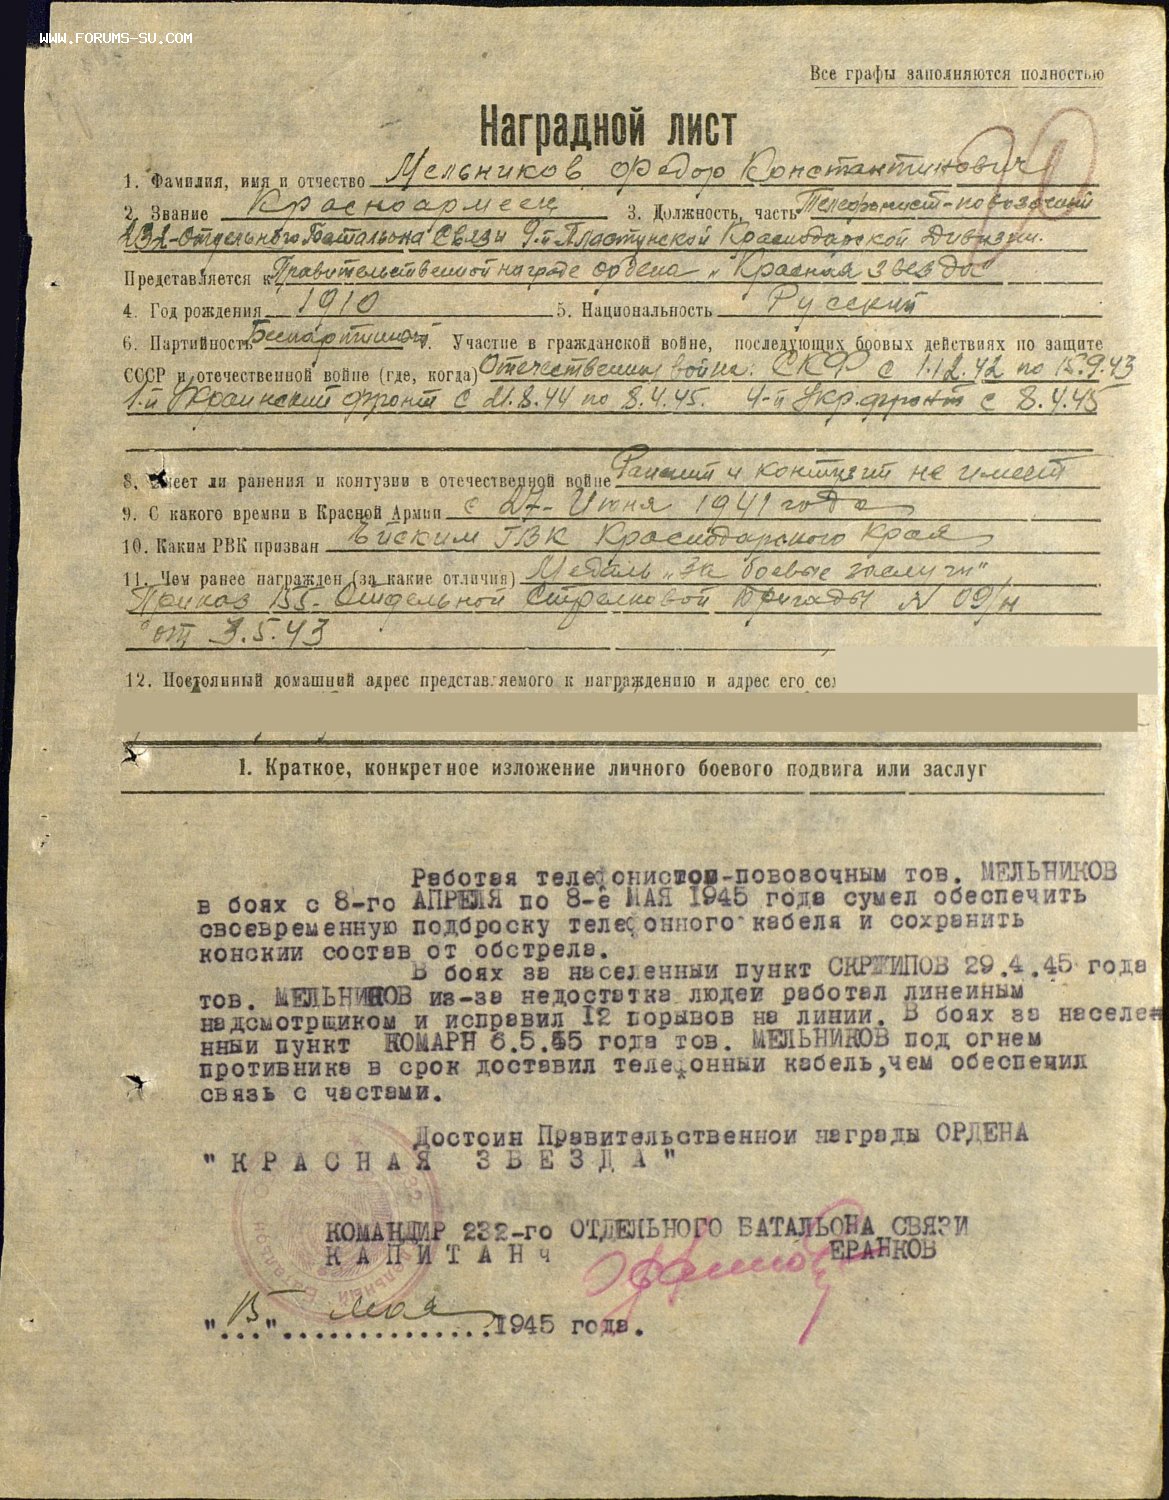 WWW.FORUMS-SU.COM
Все графы заполняются полностью
Наградной лист
1. Фамилия, имя и отчество Мельников Федор Константинович
2. Звание Красноармеец 3. Должность, часть Телефонист-повозочный
232-Отдельного Батальона Связи 9-й Пластунской Краснодарской Дивизии.
Представляется к Правительственной награде ордена „Красная звезда
4. Год рождения 1910 5. Национальность Русский
6. Партийность Беспартийный. Участие в гражданской войне, последующих боевых действиях по защите
СССР и отечественной войне (где, когда) Отечественная война. СКФ с 1.12.42 по 15.9.43
1-й Украинский фронт с 21.8.44 по 8.4.45. 4-й Укр. фронт с 8.4.45
8. Имеет ли ранения и контузии в отечественной войне Ранений и контузий не имеет
9. С какого времни в Красной Армии с 27- Июня 1941 года
10. Каким РВК призван Ейским ГВК Краснодарского Края
11. Чем ранее награжден (за какие отличия) Медаль „За боевые заслуги"
Приказ 155- Отдельной Стрелковой Бригады № 09/н
от 3.5.43
12. Постоянный домашний адрес представляемого к награждению и адрес его се
1. Краткое, конкретное изложение личного боевого подвига или заслуг
Работая телефонистом-повозочным тов. МЕЛЬНИКОВ
в боях с 8-го АПРЕЛЯ по 8-е МАЯ 1945 года сумел обеспечить
своевременную подброску телефонного кабеля и сохранить
конскии состав от обстрела.
В боях за населенныи пункт СКРЖИПОВ 29.4.45 года
тов. МЕЛЬНИКОВ из-за недостатка людеи работал линеиным
надсмотрщиком и исправил 12 порывов на линии. В боях за населен
нныи пункт КОМАРН 6.5.45 года тов. МЕЛЬНИКОВ под огнем
противника в срок доставил телефонныи кабель,чем обеспечил
связь с частами.
Достоин Правительственнои награды ОРДЕНА
"КРАСНАЯ ЗВЕЗДА"
КОМАНДИР 232-го ОТДЕЛЬНОГО БАТАЛЬОНА СВЯЗИ
КАПИТАНч ЕРАНКОВ
"15" мая 1945 года.